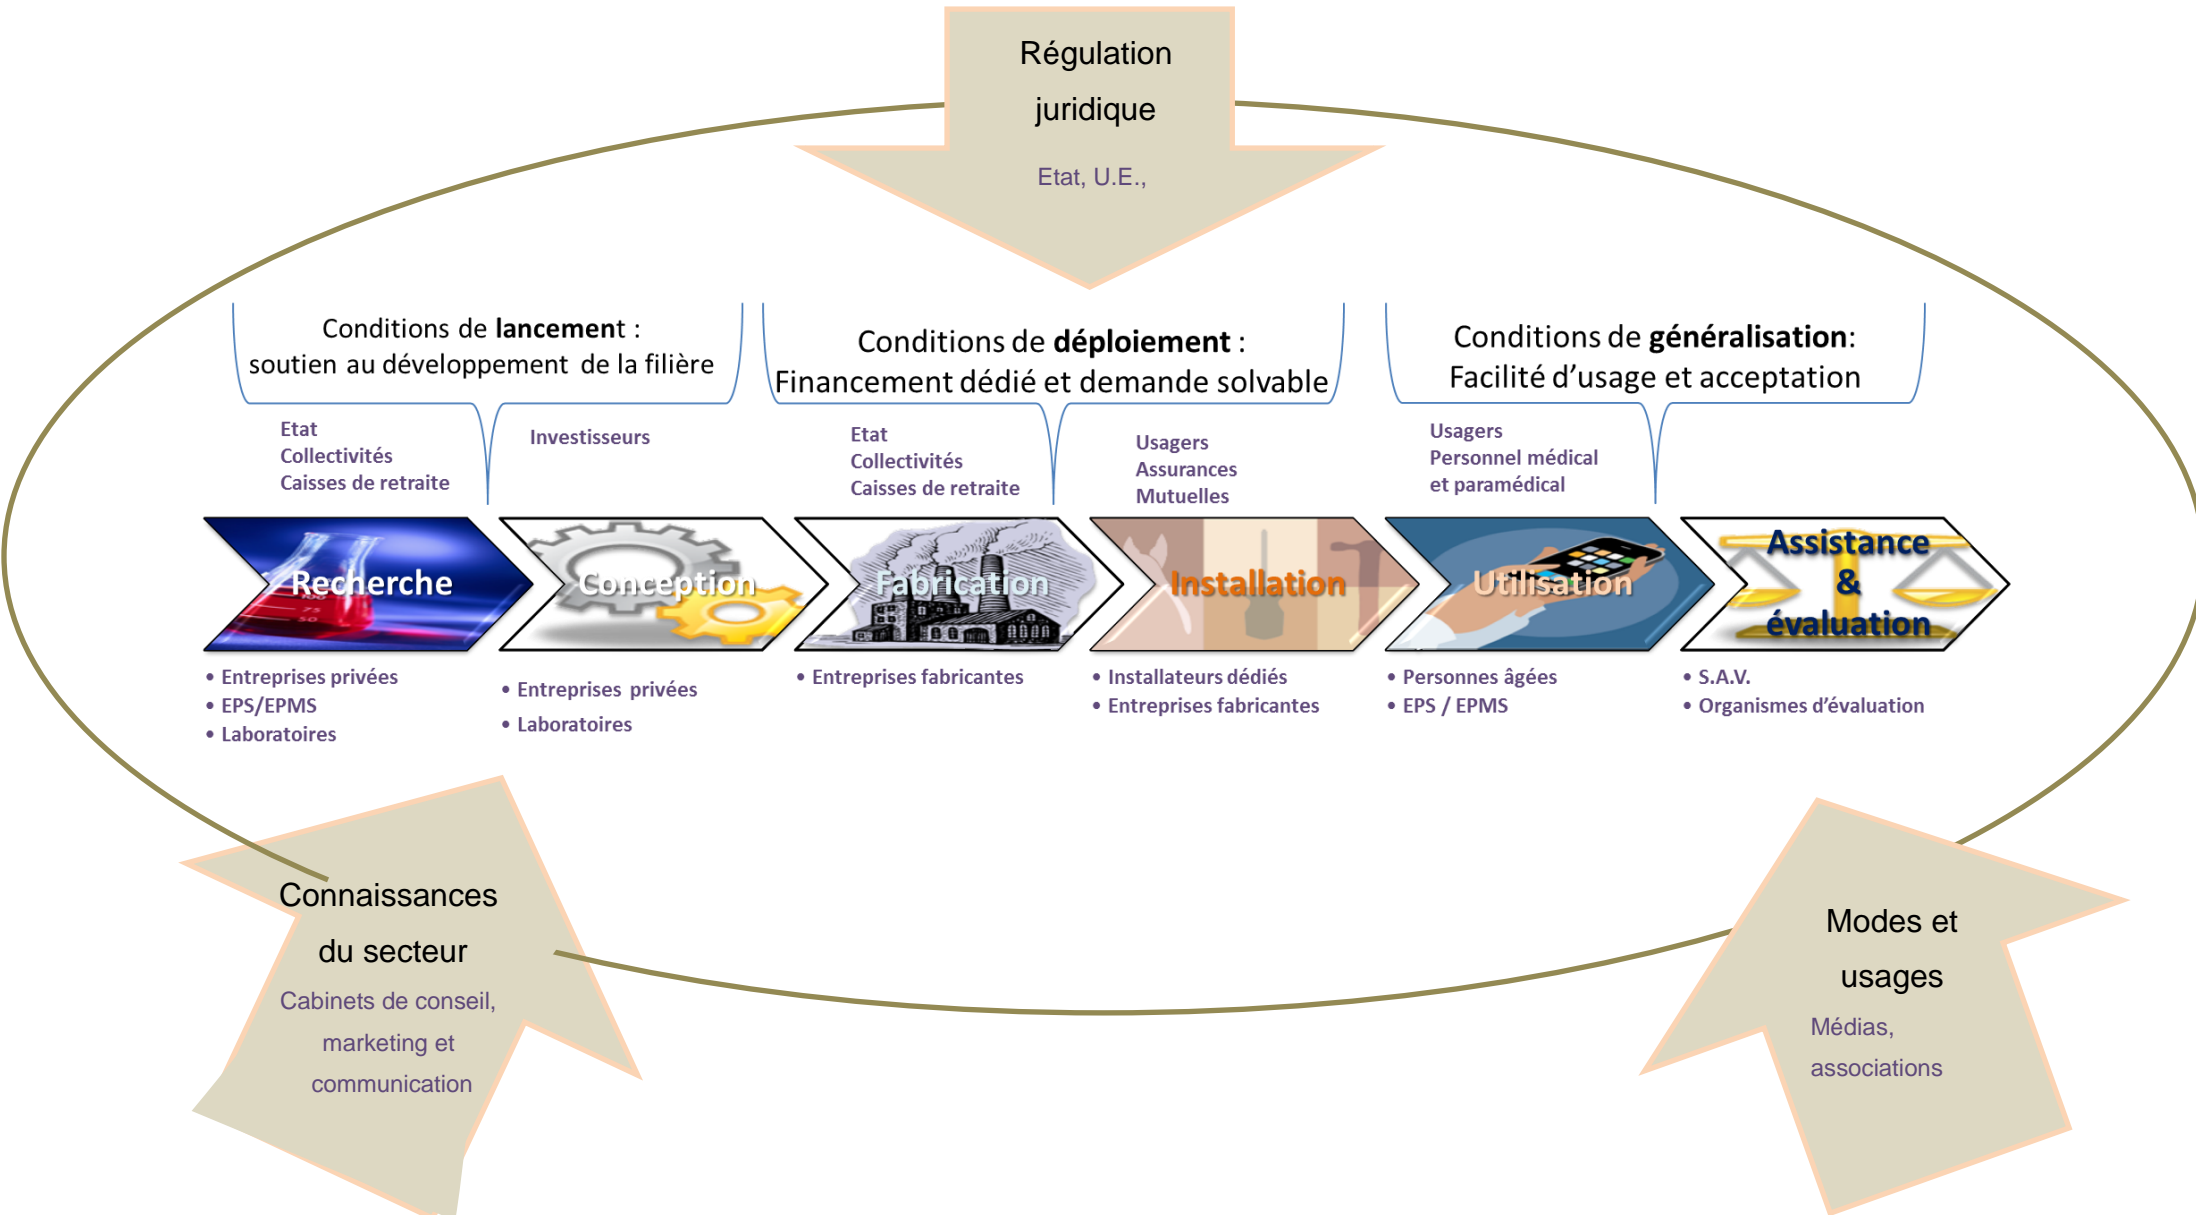 Régulation
juridique
Etat, U.E.,
Conditions de lancement :
soutien au développement de la filière
Conditions de déploiement :
Financement dédié et demande solvable
Conditions de généralisation:
Facilité d'usage et acceptation
Etat
Collectivités
Caisses de retraite
Investisseurs
Etat
Collectivités
Caisses de retraite
Usagers
Assurances
Mutuelles
Usagers
Personnel médical
et paramédical
Recherche
100
75
50
Conception
Fabrication
Installation
Utilisation
Assistance
&
évaluation
• Entreprises privées
• EPS/EPMS
• Laboratoires
• Entreprises privées
• Laboratoires
• Entreprises fabricantes
• Installateurs dédiés
• Entreprises fabricantes
• Personnes âgées
• EPS / EPMS
• S.A.V.
• Organismes d'évaluation
Connaissances
du secteur
Cabinets de conseil,
marketing et
communication
Modes et
usages
Médias,
associations